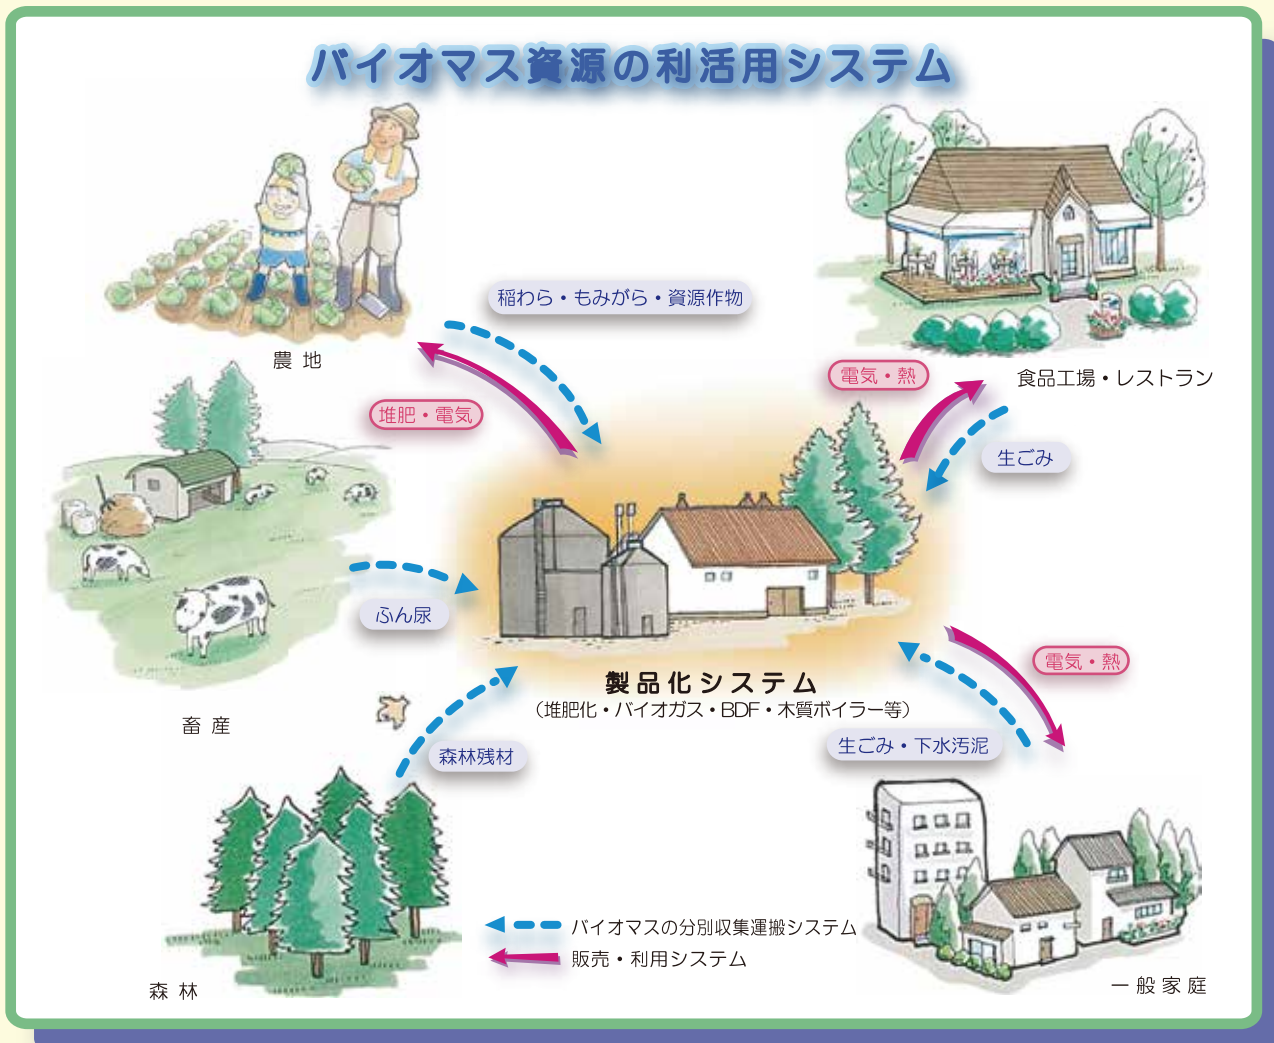 バイオマス資源の利活用システム
稲わら・もみがら・資源作物
農地
電気・熱
食品工場・レストラン
堆肥・電気
生ごみ
ふん尿
電気・熱
製品化システム
（堆肥化・バイオガス・BDF・木質ボイラー等）
畜産
生ごみ・下水汚泥
森林残材
バイオマスの分別収集運搬システム
販売・利用システム
森林
一般家庭